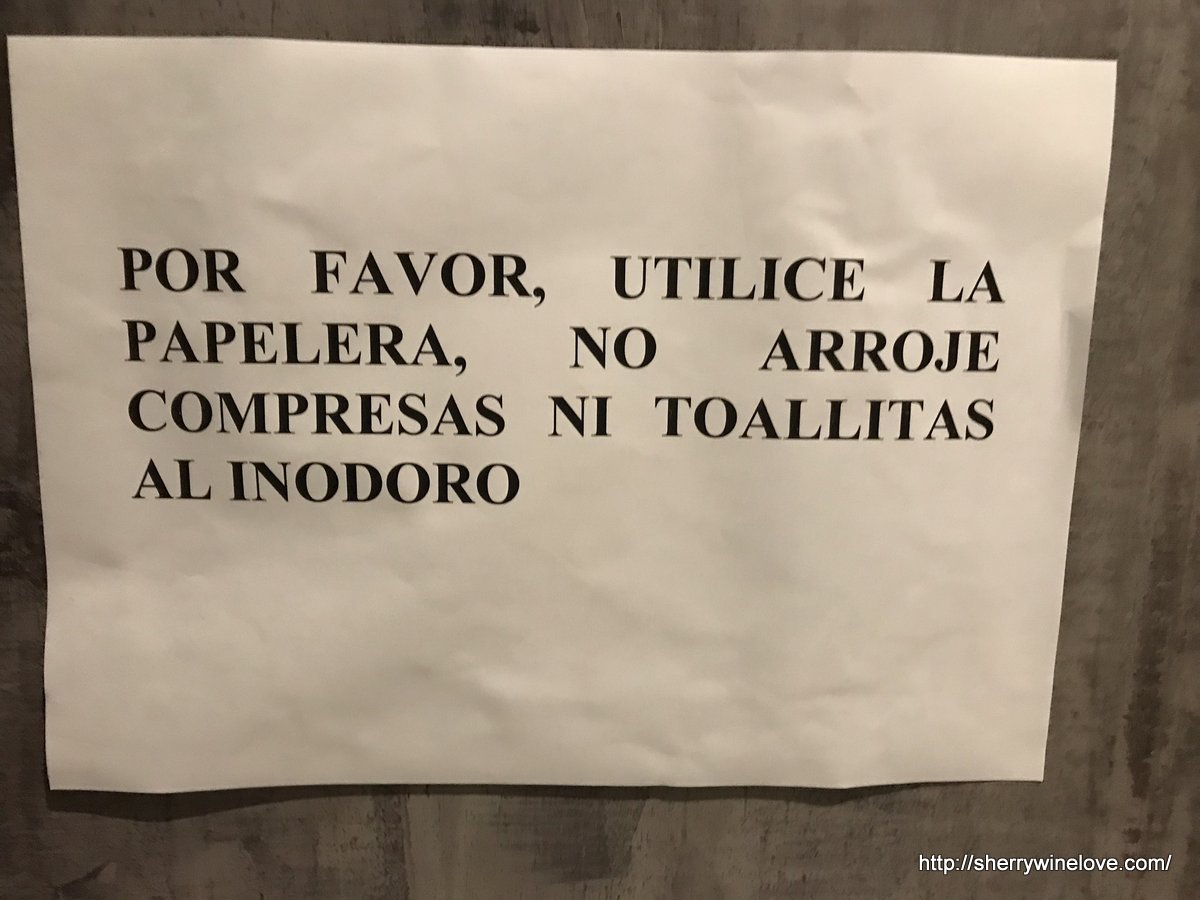 POR FAVOR, UTILICE LA
PAPELERA, NO ARROJE
COMPRESAS NI TOALLITAS
AL INODORO
http://sherrywinelove.com/